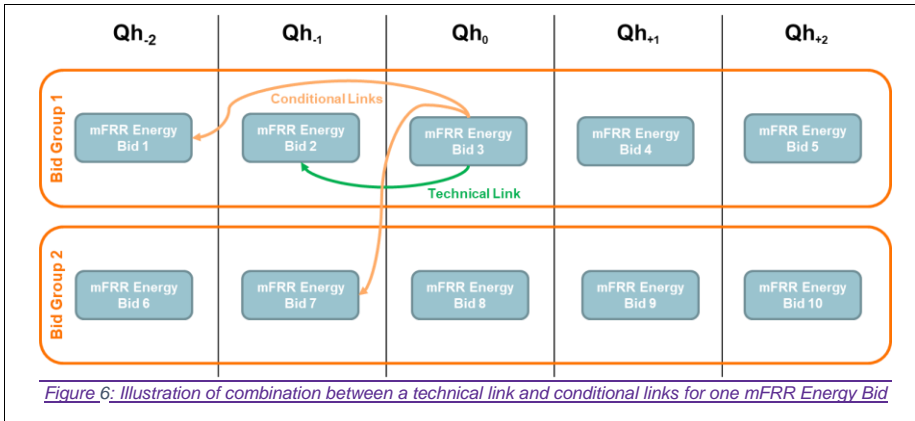 Qh-2 Qh-1 Qh0 Qh+1 Qh+2
Bid Group 1
Conditional Links
mFRR Energy
Bid 1
mFRR Energy
Bid 2
mFRR Energy
Bid 3
mFRR Energy
Bid 4
mFRR Energy
Bid 5
Technical Link
Bid Group 2
mFRR Energy
Bid 6
mFRR Energy
Bid 7
mFRR Energy
Bid 8
mFRR Energy
Bid 9
mFRR Energy
Bid 10
Figure 6: Illustration of combination between a technical link and conditional links for one mFRR Energy Bid